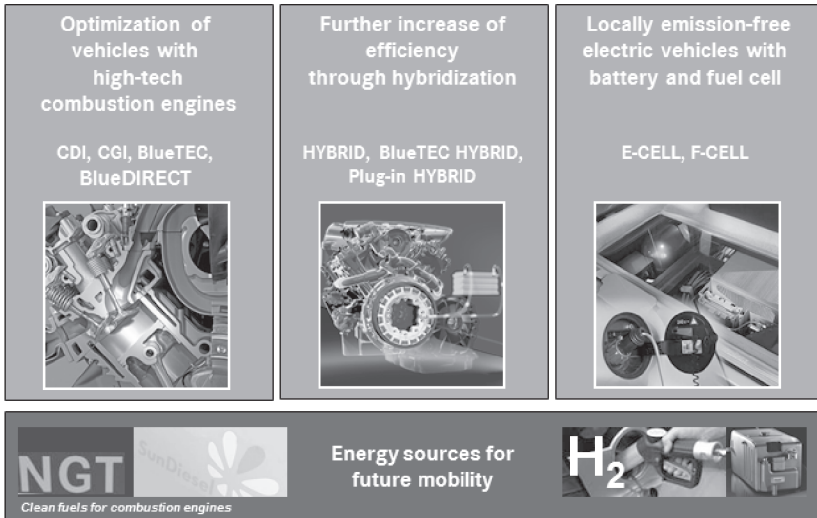 Optimization of
vehicles with
high-tech
combustion engines
CDI, CGI, BlueTEC,
BlueDIRECT
Further increase of
efficiency
through hybridization
HYBRID, BlueTEC HYBRID,
Plug-in HYBRID
Locally emission-free
electric vehicles with
battery and fuel cell
E-CELL, F-CELL
NGT
SunDiesel
Clean fuels for combustion engines
Energy sources for
future mobility
H2